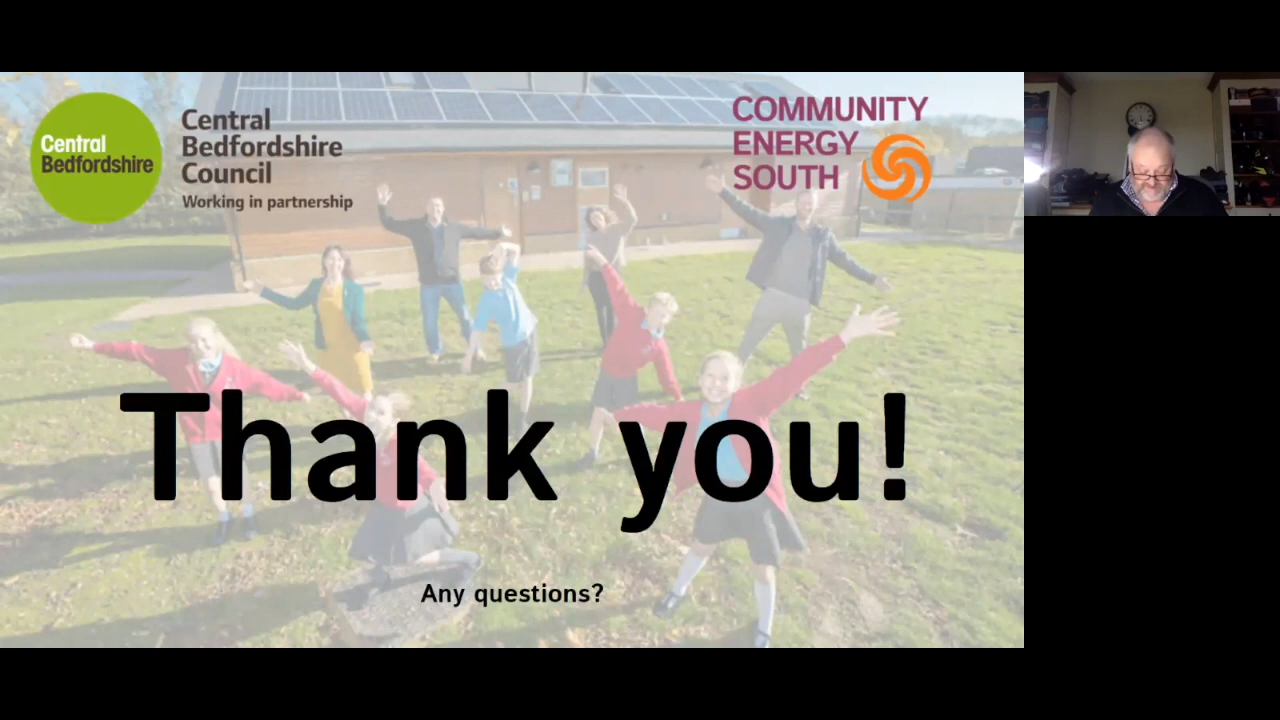 Central
Bedfordshire
Central
Bedfordshire
Council
Working in partnership
COMMUNITY
ENERGY
SOUTH
Thank you!
Any questions?